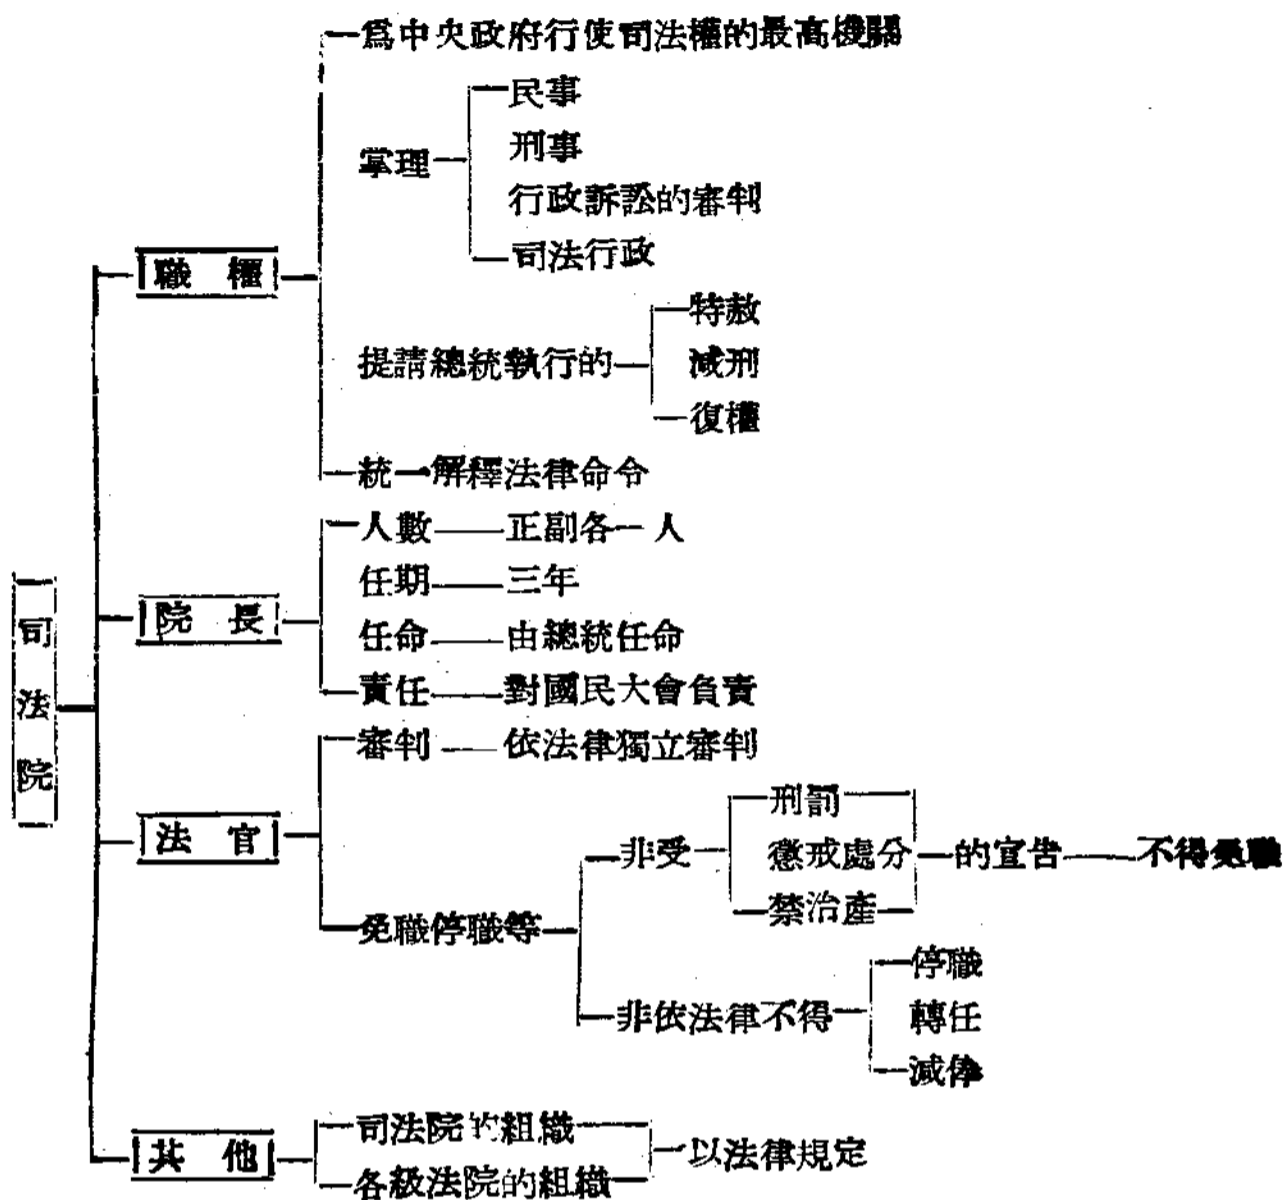 司法院
職權
爲中央政府行使司法權的最高機關
掌理
民事
刑事
行政訴訟的審判
司法行政
提請總統執行的
特赦
減刑
復權
統一解釋法律命令
院長
人數——正副各一人
任期——三年
任命——由總統任命
責任——對國民大會負責
法官
審判——依法律獨立審判
免職停職等
非受
刑罰
懲戒處分
禁治產
的宣告——不得免職
非依法律不得
停職
轉任
減俸
其他
司法院的組織
各級法院的組織
以法律規定